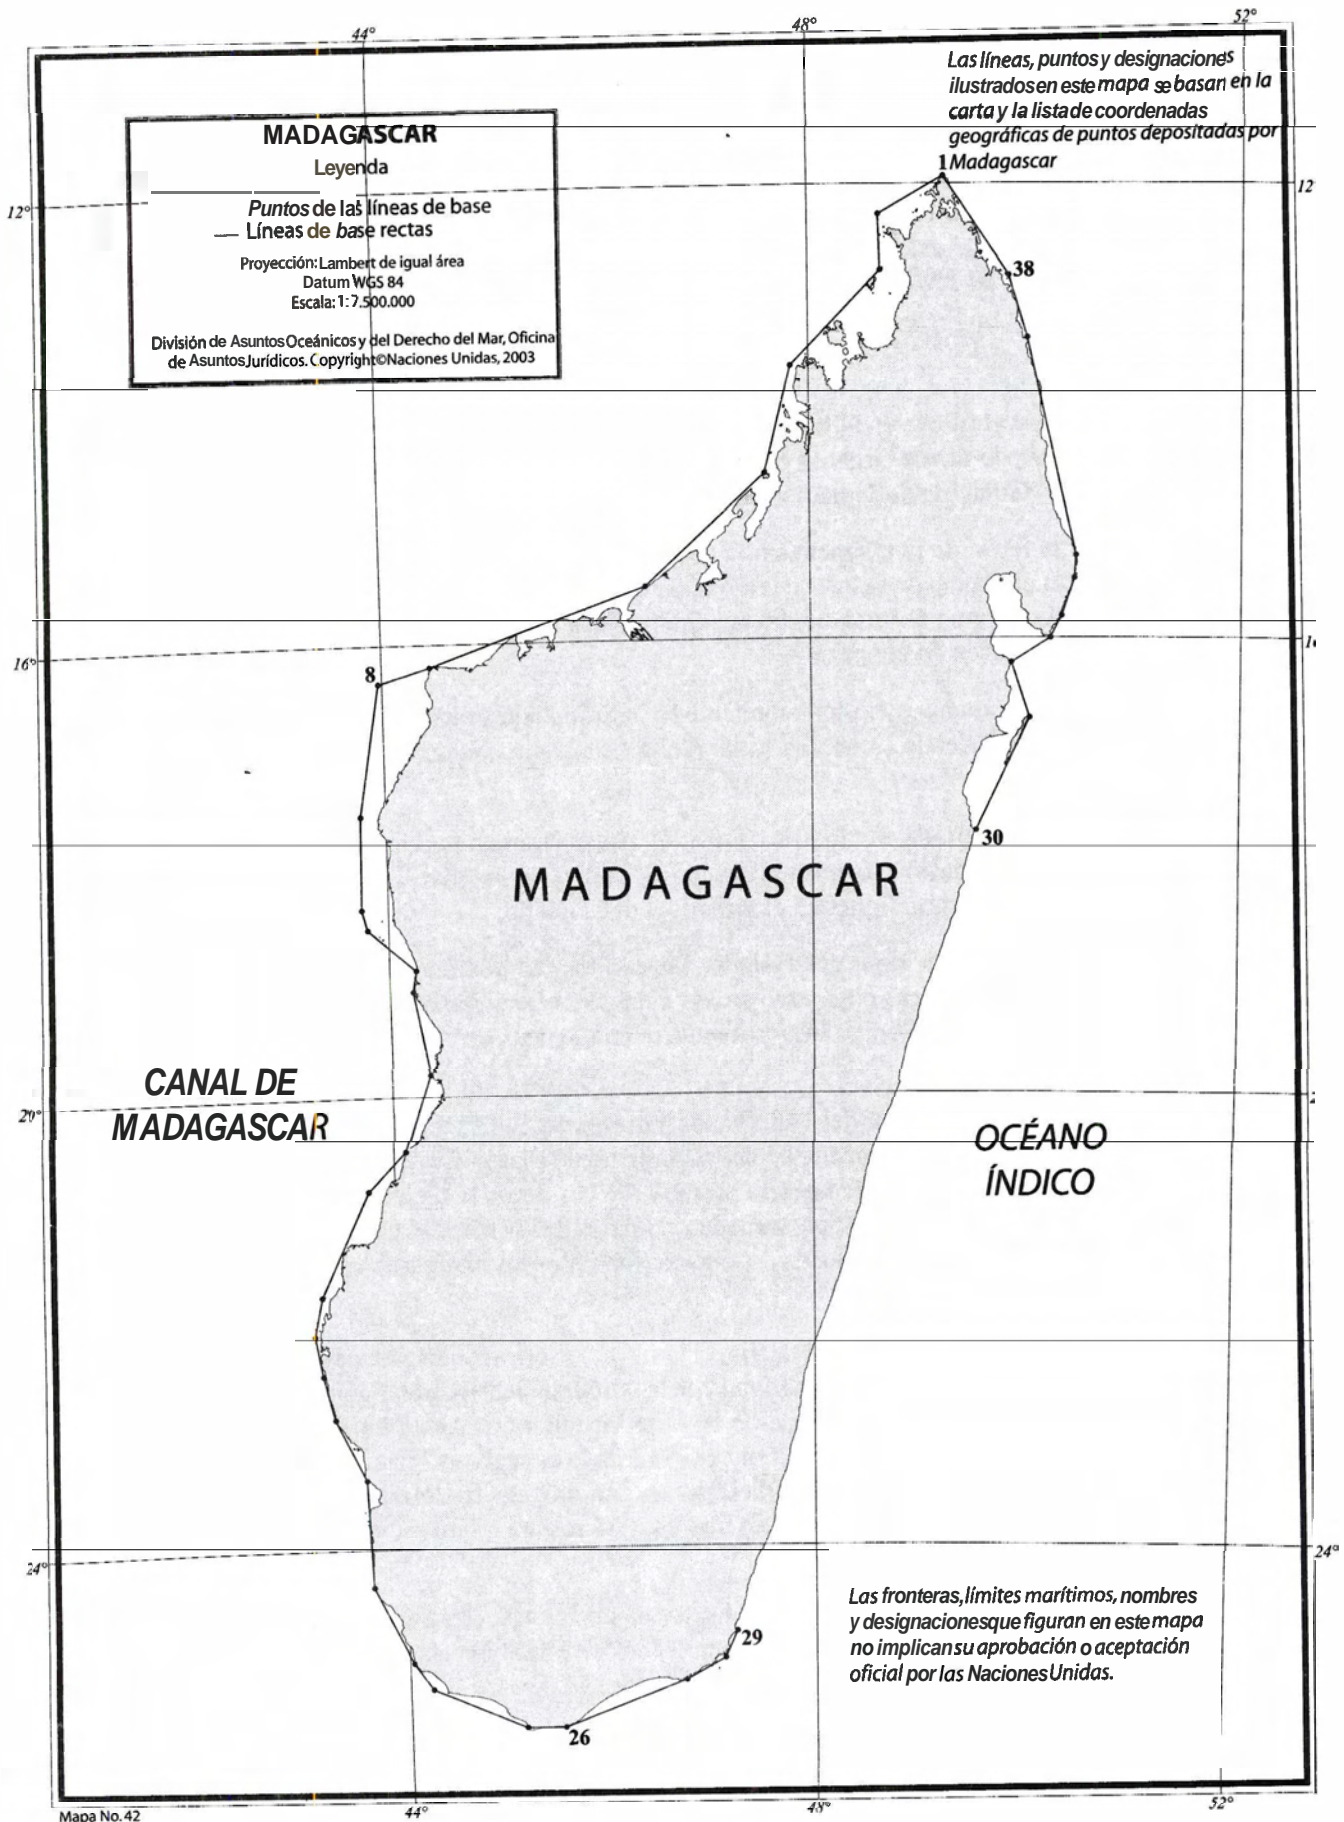 44°
48°
52°
Las líneas, puntos y designaciones
ilustrados en este mapa se basan en la
carta y la lista de coordenadas
geográficas de puntos depositadas por
Madagascar
MADAGASCAR
Leyenda
Puntos de las líneas de base
Líneas de base rectas
Proyección: Lambert de igual área
Datum WGS 84
Escala: 1:7.500.000
División de Asuntos Oceánicos y del Derecho del Mar, Oficina
de Asuntos Jurídicos. Copyright©Naciones Unidas, 2003
1
12°
12
38
16°
8
30
MADAGASCAR
CANAL DE
MADAGASCAR
20°
OCÉANO
ÍNDICO
24°
24°
Las fronteras, límites marítimos, nombres
y designaciones que figuran en este mapa
no implican su aprobación o aceptación
oficial por las Naciones Unidas.
29
26
Mapa No. 42
44°
48°
52°